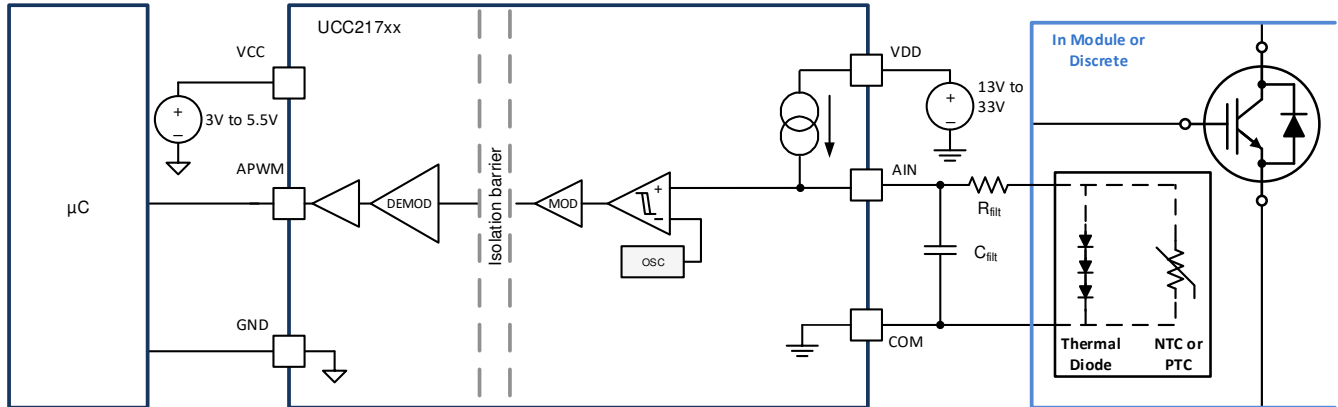 UCC217xx
In Module or
Discrete
VCC
VDD
+
−
3V to 5.5V
+
−
13V to
33V
APWM
AIN
µC
DEMOD
Isolation barrier
MOD
+
−
OSC
Rfilt
Cfilt
GND
COM
Thermal
Diode
NTC or
PTC